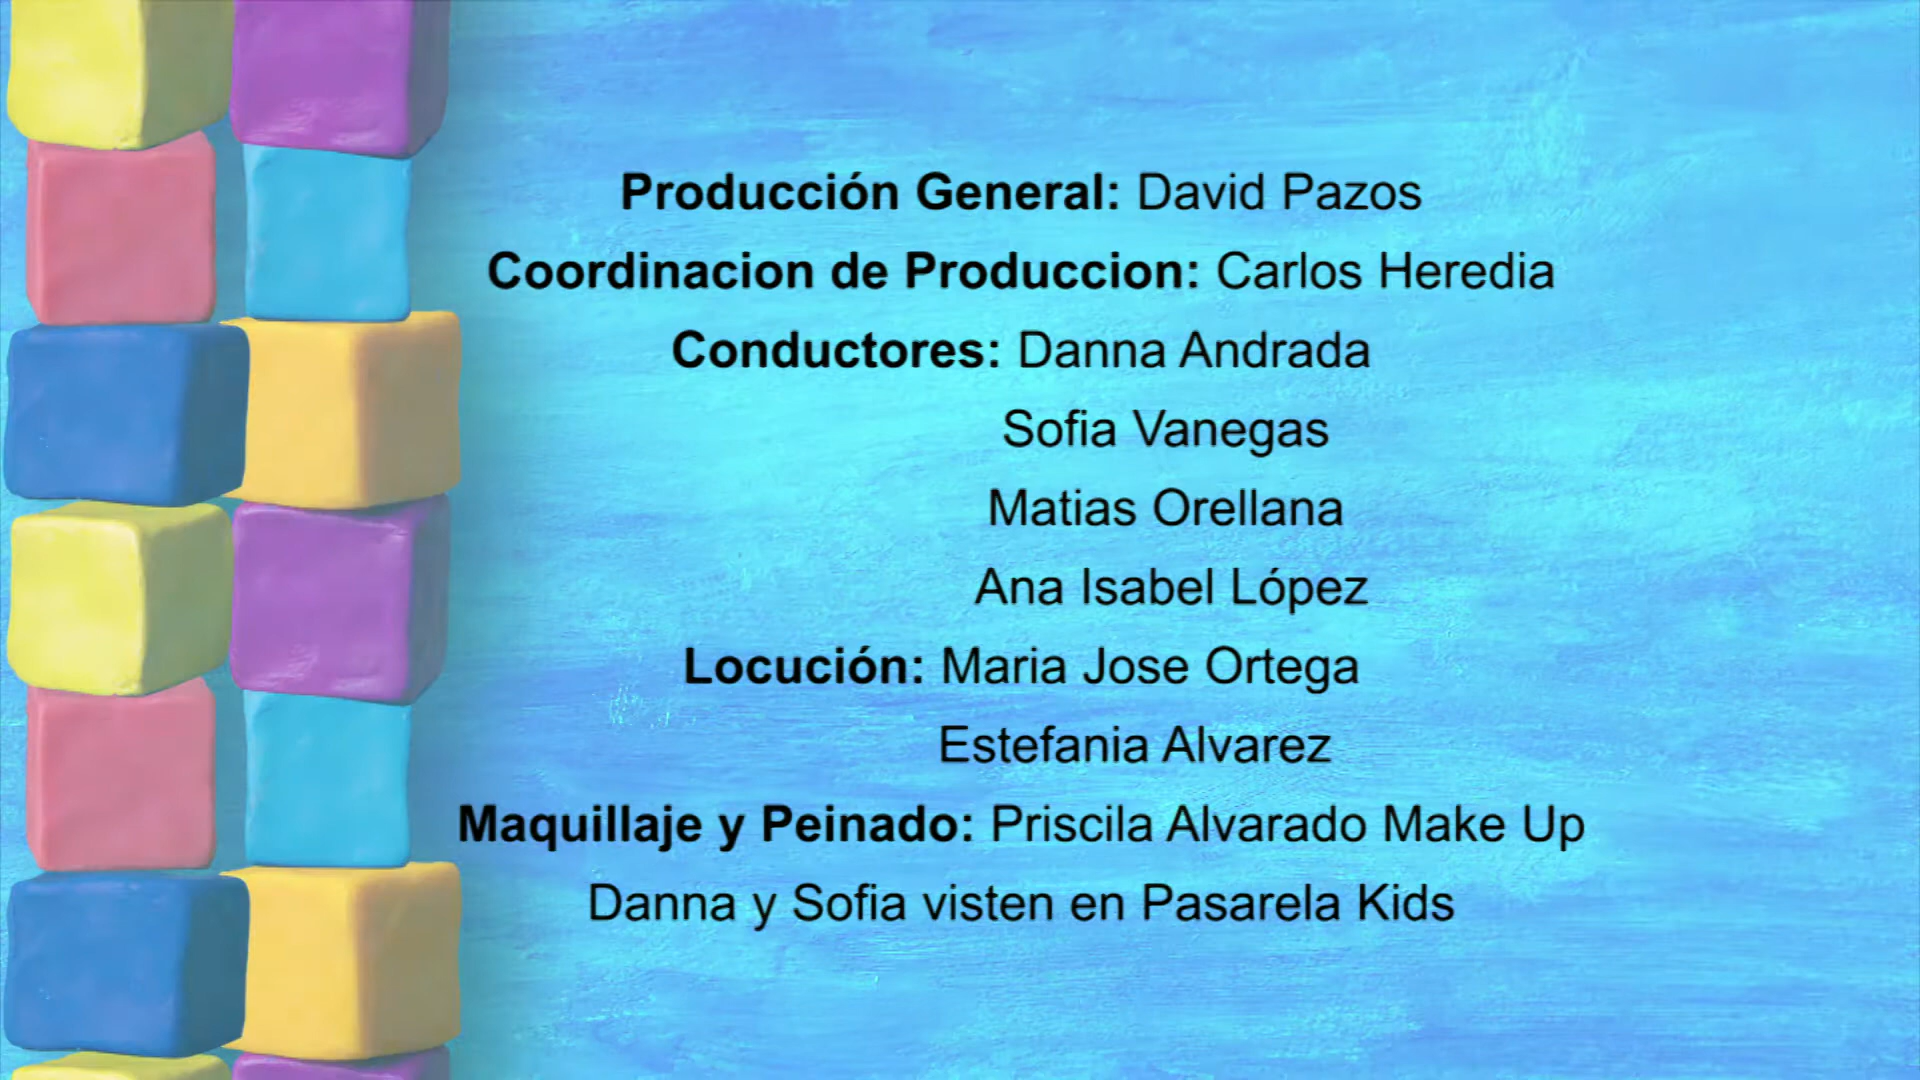 Producción General: David Pazos
Coordinacion de Produccion: Carlos Heredia
Conductores: Danna Andrada
Sofia Vanegas
Matias Orellana
Ana Isabel López
Locución: Maria Jose Ortega
Estefania Alvarez
Maquillaje y Peinado: Priscila Alvarado Make Up
Danna y Sofia visten en Pasarela Kids